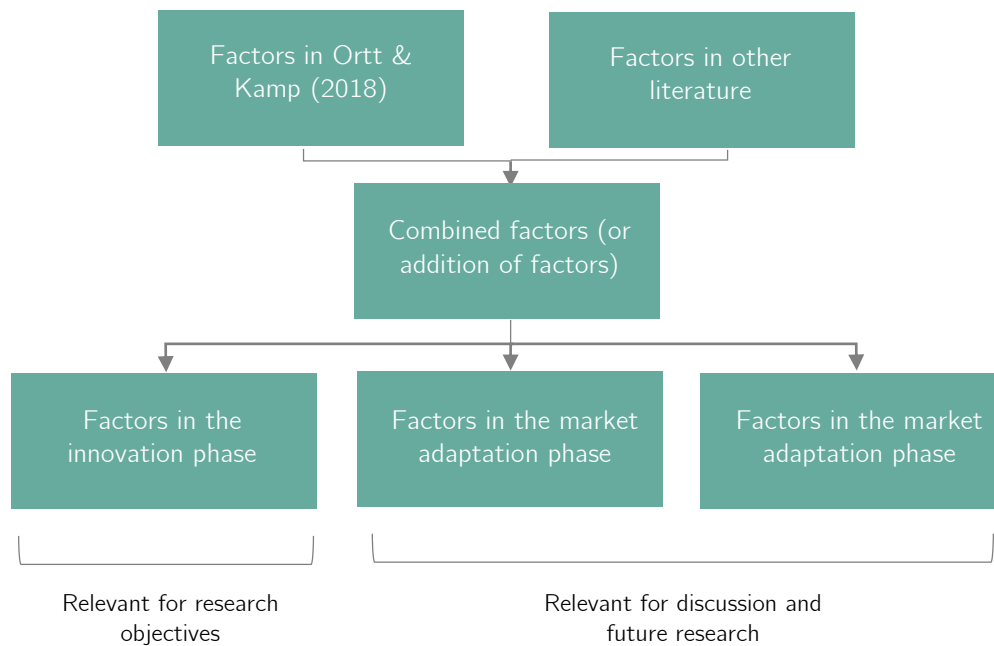 Factors in Ortt &
Kamp (2018)
Factors in other
literature
Combined factors (or
addition of factors)
Factors in the
innovation phase
Factors in the market
adaptation phase
Factors in the market
adaptation phase
Relevant for research
objectives
Relevant for discussion and
future research